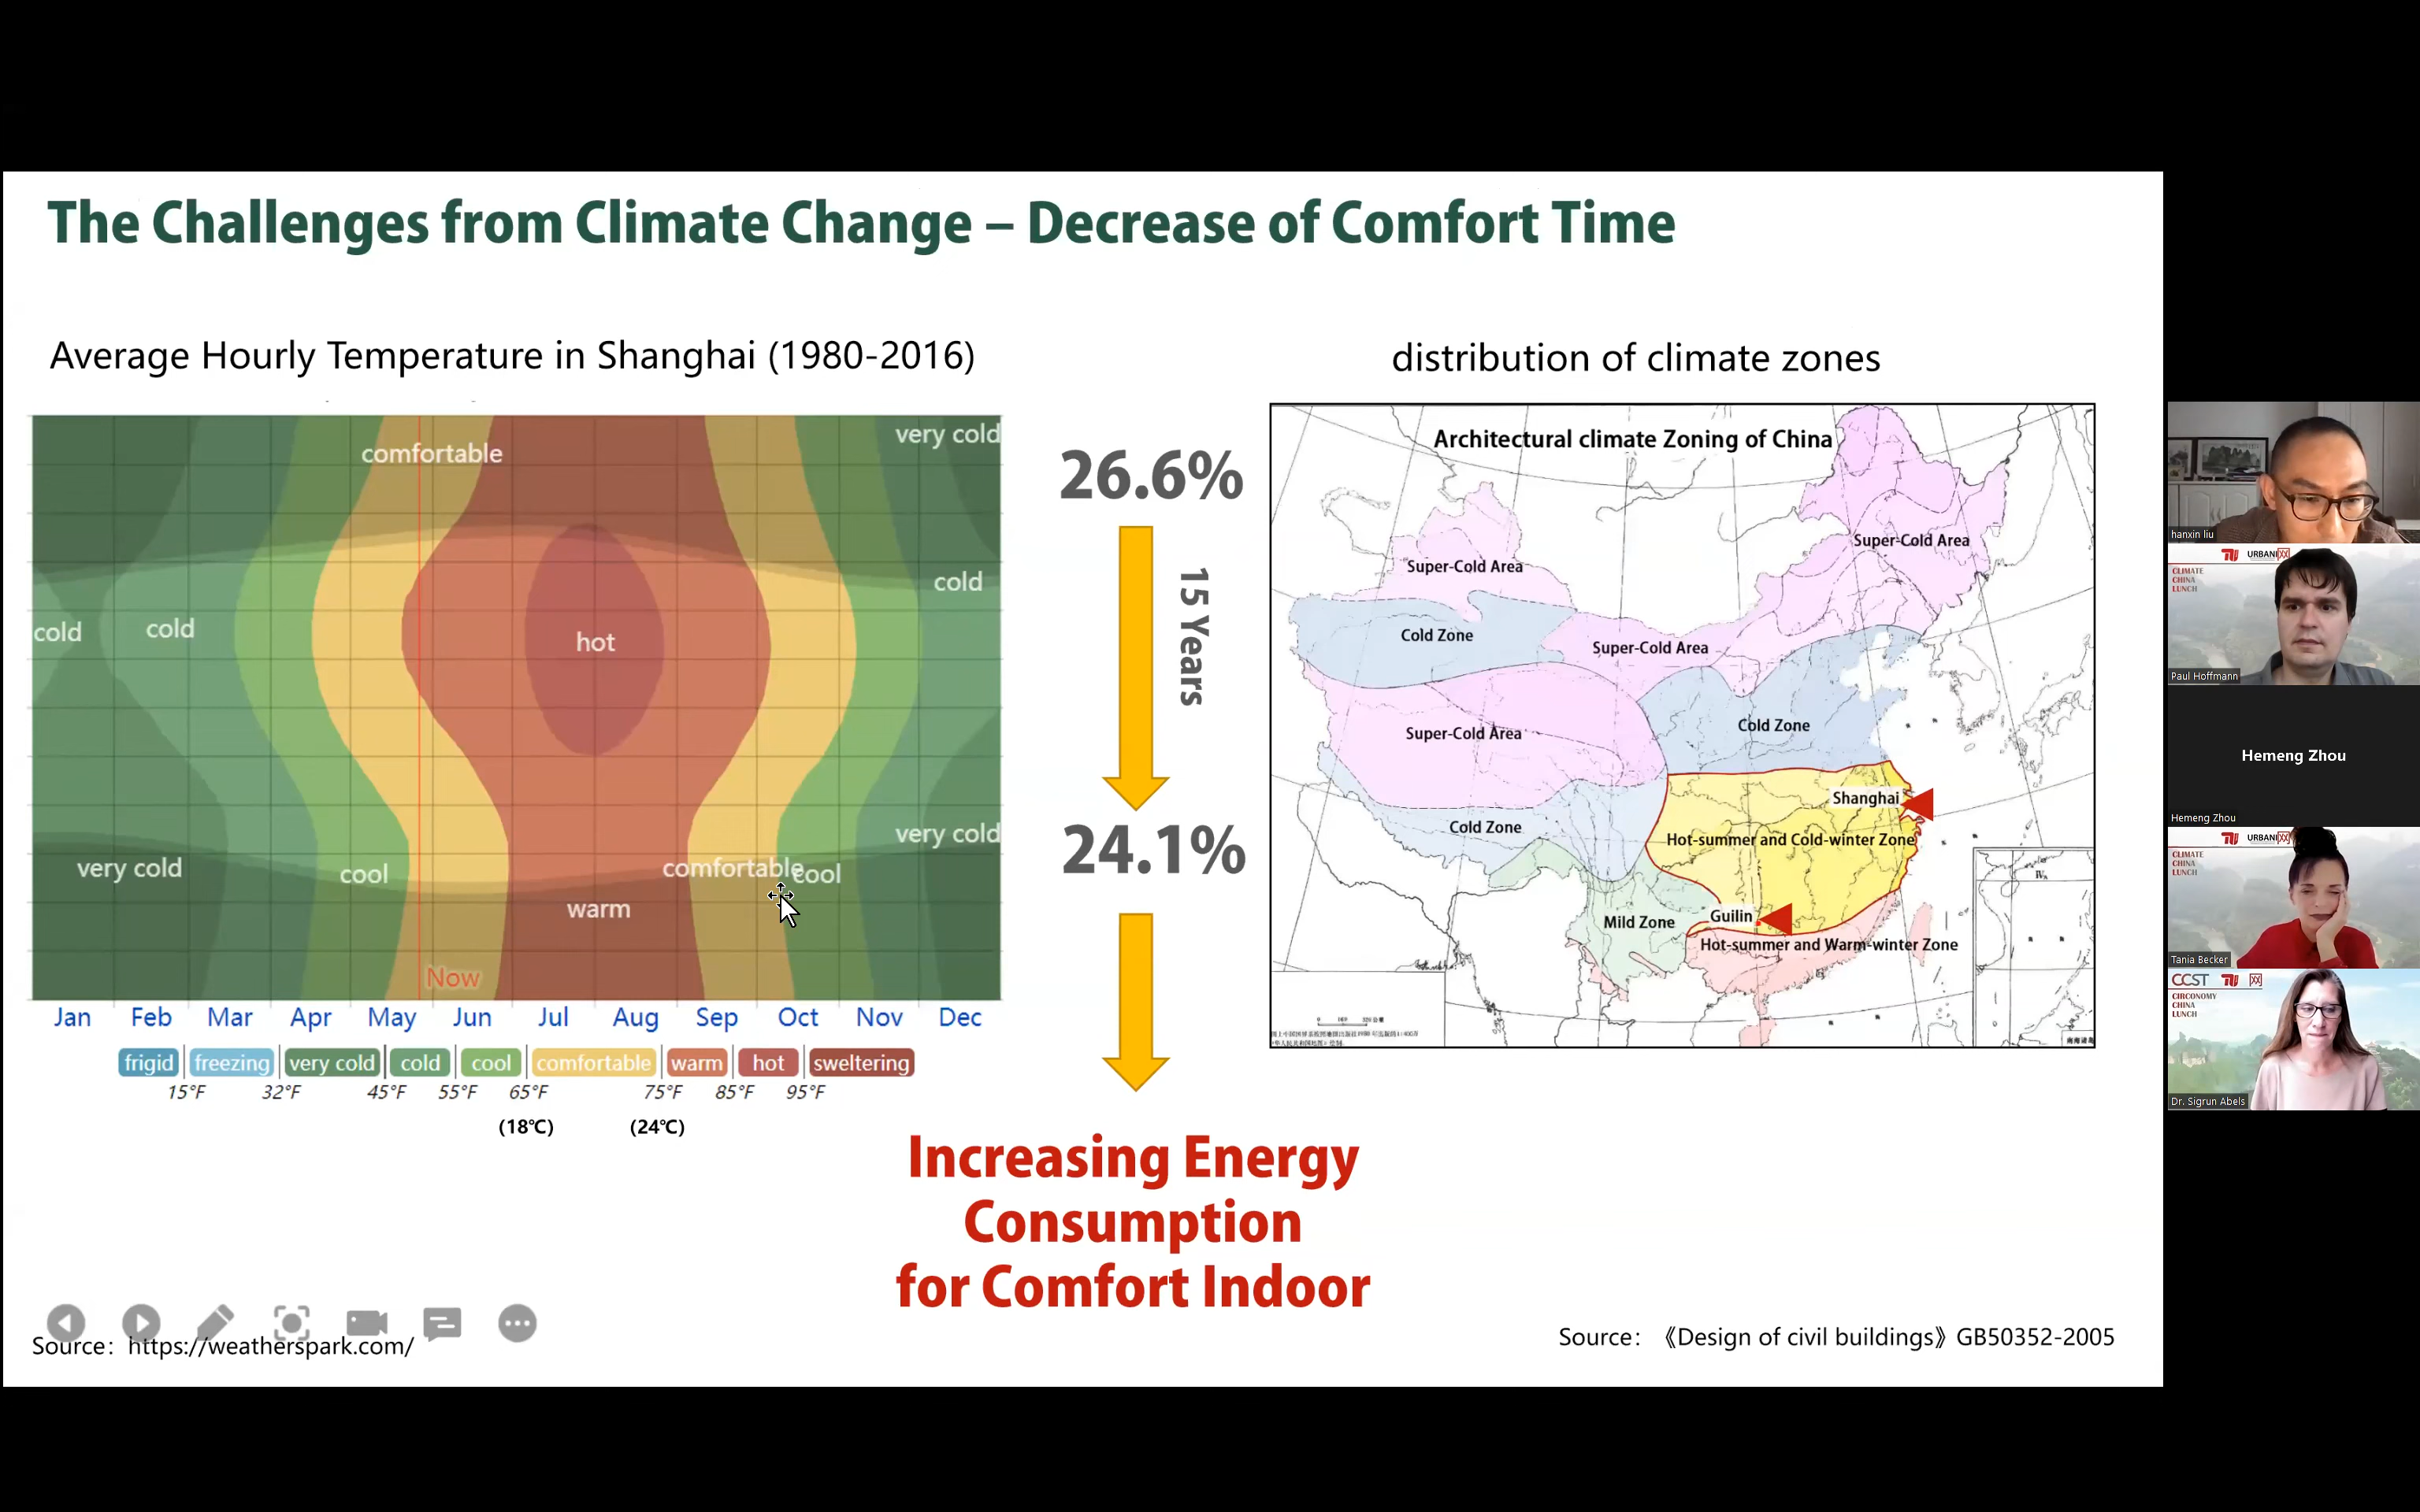 The Challenges from Climate Change – Decrease of Comfort Time
Average Hourly Temperature in Shanghai (1980-2016)
comfortable
very cold
cold
cold
cold
hot
very cold
very cold
cool
comfortable
cool
warm
Now
Jan Feb Mar Apr May Jun Jul Aug Sep Oct Nov Dec
frigid freezing very cold cold cool comfortable warm hot sweltering
15°F 32°F 45°F 55°F 65°F 75°F 85°F 95°F
(18℃) (24℃)
26.6%
15 Years
24.1%
Increasing Energy
Consumption
for Comfort Indoor
distribution of climate zones
Architectural climate Zoning of China
Super-Cold Area
Super-Cold Area
Cold Zone
Super-Cold Area
Cold Zone
Super-Cold Area
Shanghai
Cold Zone
Hot-summer and Cold-winter Zone
Guilin
Mild Zone
Hot-summer and Warm-winter Zone
南海诸岛
Source：https://weatherspark.com/
Source：《Design of civil buildings》GB50352-2005
hanxin liu
URBANI
CLIMATE
CHINA
LUNCH
Paul Hoffmann
Hemeng Zhou
Hemeng Zhou
URBANI
CLIMATE
CHINA
LUNCH
Tania Becker
CCST
CIRCONOMY
CHINA
LUNCH
Dr. Sigrun Abels